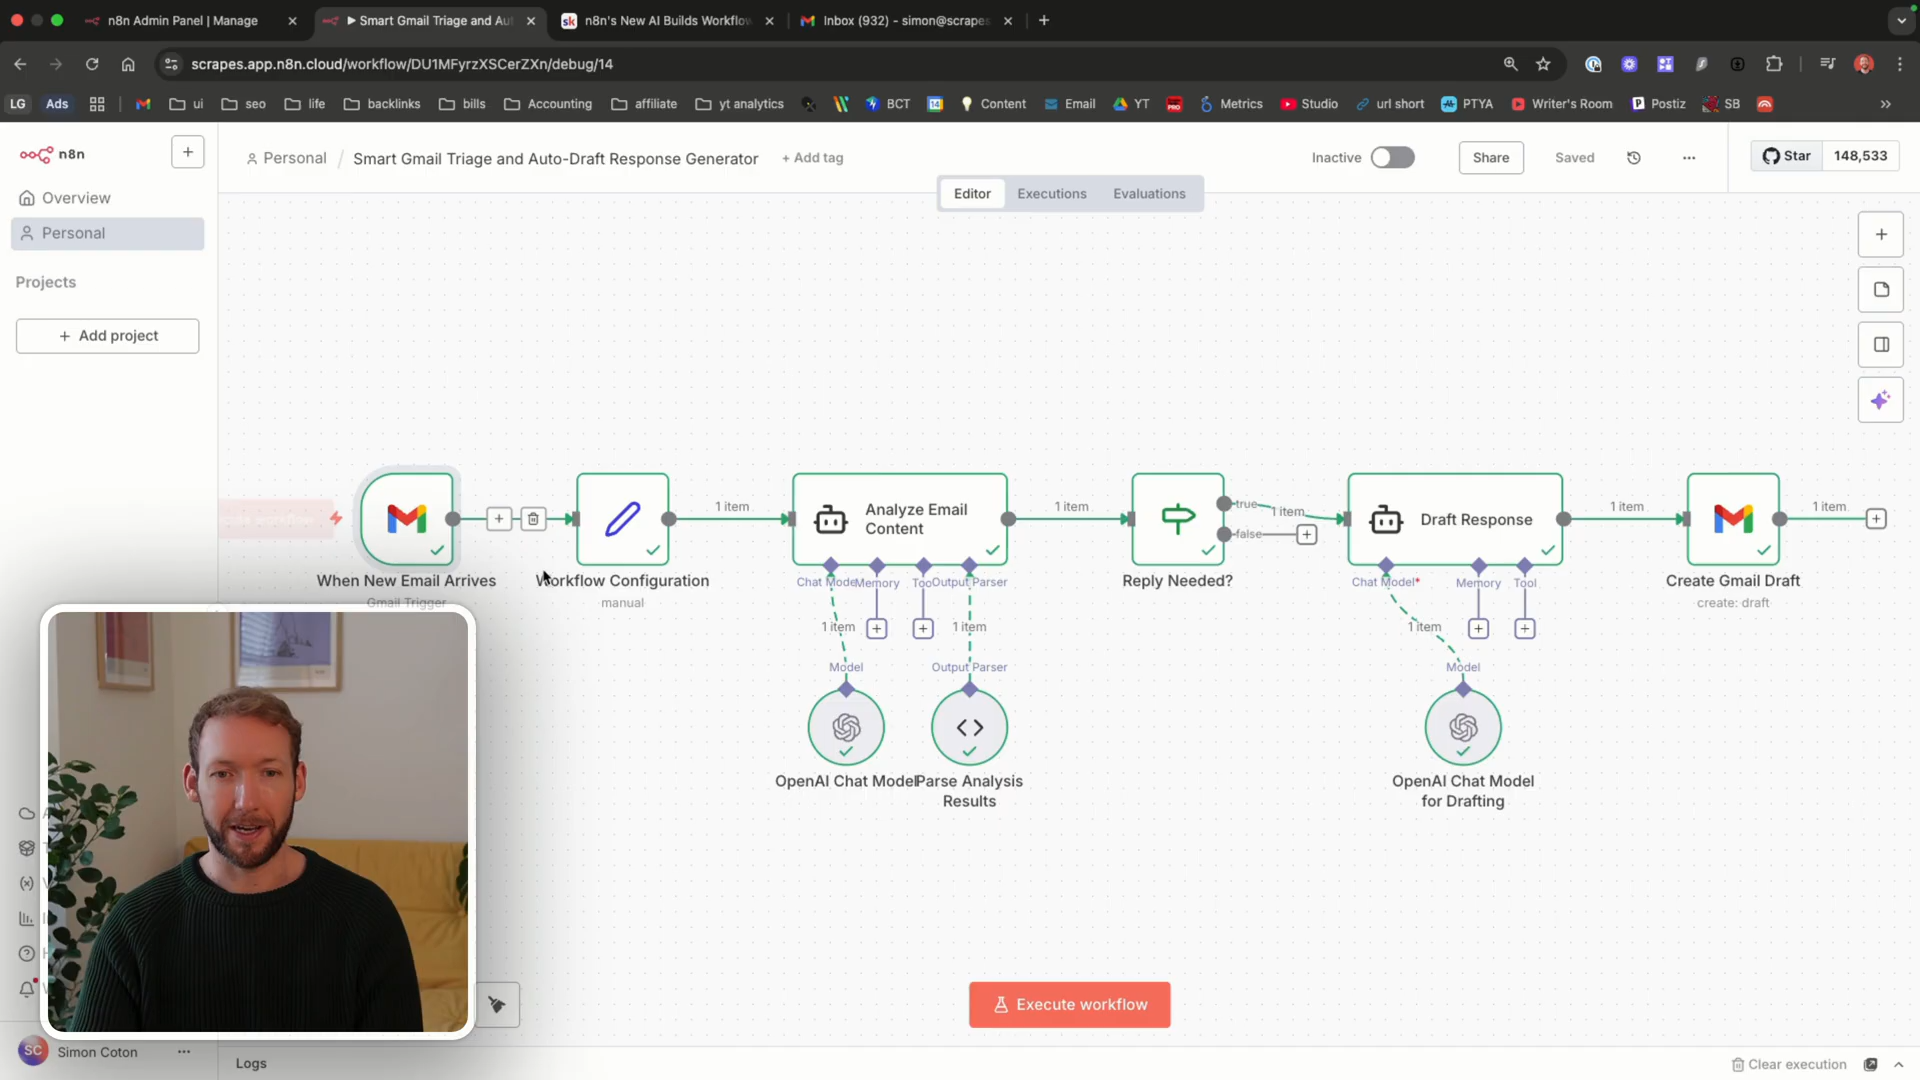 n8n Admin Panel | Manage
Smart Gmail Triage and Aut
sk
n8n's New AI Builds Workflow
Inbox (932) - simon@scrapes
scrapes.app.n8n.cloud/workflow/DU1MFyrzXSCerZXn/debug/14
LG
Ads
ui
seo
life
backlinks
bills
Accounting
affiliate
yt analytics
BCT
14
Content
Email
YT
PRO
Metrics
Studio
url short
PTYA
Writer's Room
Postiz
SB
n8n
Personal / Smart Gmail Triage and Auto-Draft Response Generator
+ Add tag
Inactive
Share
Saved
Star
148,533
Editor
Executions
Evaluations
Overview
Personal
Projects
+ Add project
1 item
Analyze Email
Content
1 item
true
1 item
false
Draft Response
1 item
1 item
When New Email Arrives
Gmail Trigger
Workflow Configuration
manual
Chat Model
Memory
Tool
Output Parser
1 item
1 item
Model
Output Parser
OpenAI Chat Model
Parse Analysis
Results
Reply Needed?
Chat Model*
Memory
Tool
1 item
Model
OpenAI Chat Model
for Drafting
Create Gmail Draft
create: draft
Execute workflow
SC
Simon Coton
Logs
Clear execution